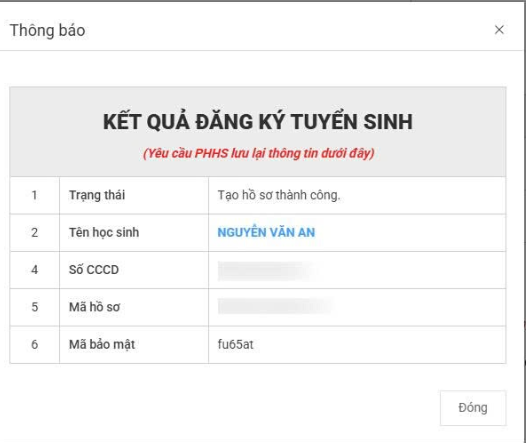 Thông báo
×
KẾT QUẢ ĐĂNG KÝ TUYỂN SINH
(Yêu cầu PHHS lưu lại thông tin dưới đây)
1 Trạng thái Tạo hồ sơ thành công.
2 Tên học sinh NGUYỄN VĂN AN
4 Số CCCD
5 Mã hồ sơ
6 Mã bảo mật fu65at
Đóng